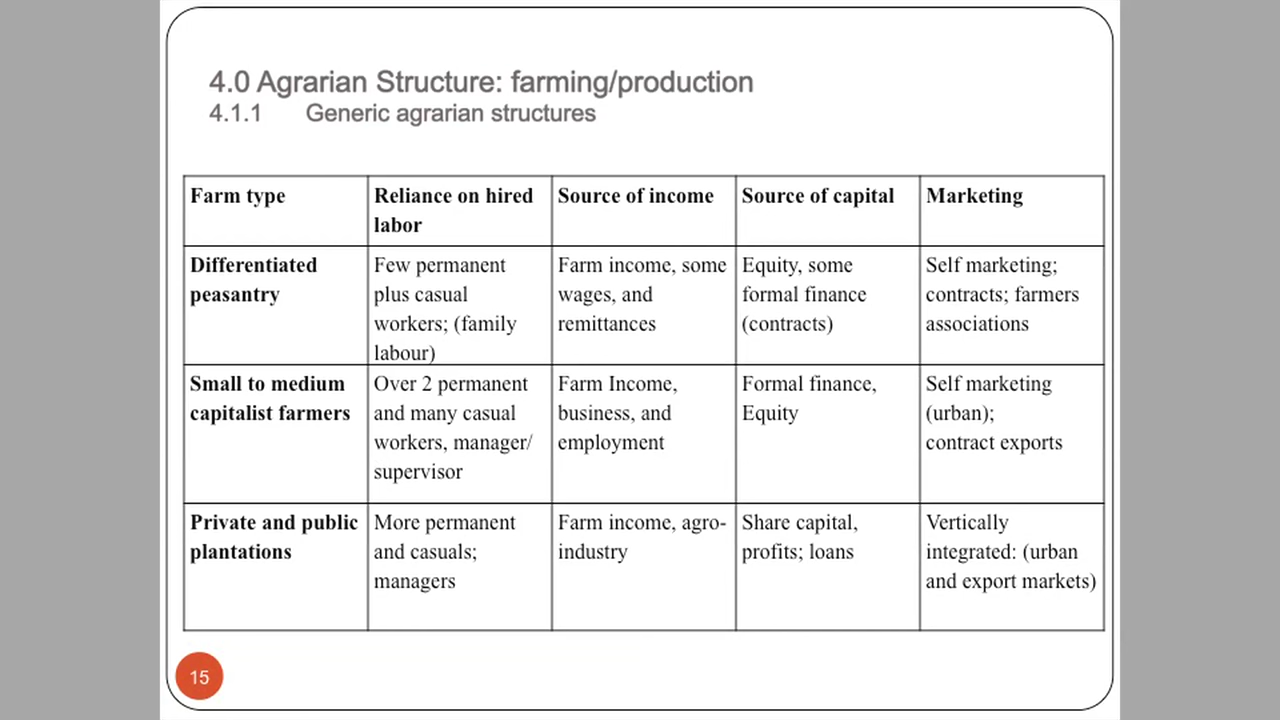 4.0 Agrarian Structure: farming/production
4.1.1 Generic agrarian structures
Farm type
Reliance on hired
labor
Source of income
Source of capital
Marketing
Differentiated
peasantry
Few permanent
plus casual
workers; (family
labour)
Farm income, some
wages, and
remittances
Equity, some
formal finance
(contracts)
Self marketing;
contracts; farmers
associations
Small to medium
capitalist farmers
Over 2 permanent
and many casual
workers, manager/
supervisor
Farm Income,
business, and
employment
Formal finance,
Equity
Self marketing
(urban);
contract exports
Private and public
plantations
More permanent
and casuals;
managers
Farm income, agro-
industry
Share capital,
profits; loans
Vertically
integrated: (urban
and export markets)
15